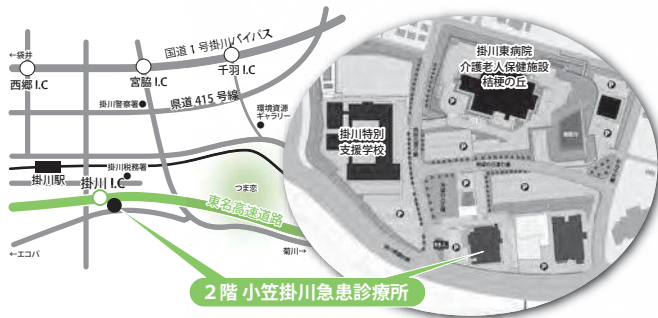 国道1号掛川バイパス
←袋井
西郷 I.C
宮脇 I.C
千羽 I.C
掛川警察署
県道 415号線
環境資源
ギャラリー
掛川駅
掛川税務署
掛川 I.C
つま恋
東名高速道路
←エコパ
菊川→
掛川東病院
介護老人保健施設
桔梗の丘
掛川特別
支援学校
P
P
P
P
P
P
P
P
2階 小笠掛川急患診療所